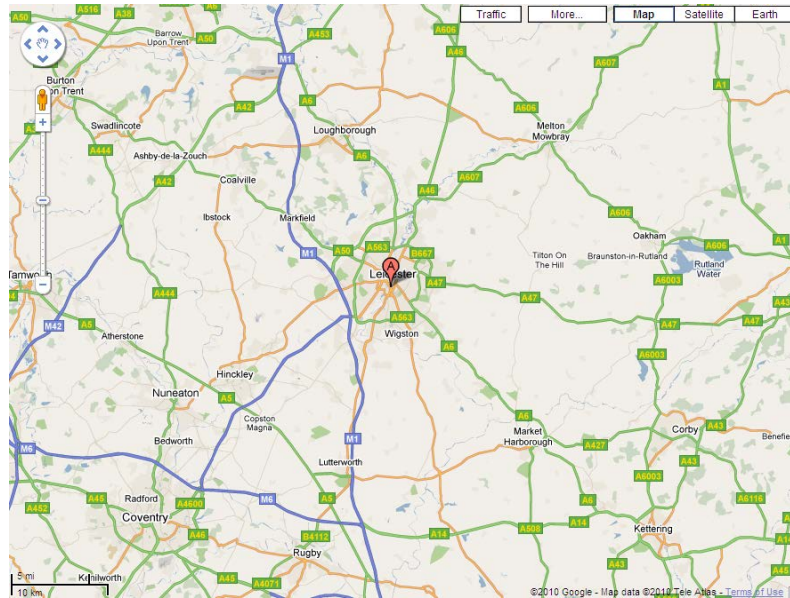 Traffic
More...
Map
Satellite
Earth
A50
A516
A38
Barrow
Upon Trent
A50
A453
A606
A46
A607
A1
M1
Burton
upon Trent
A42
A6
A606
Swadlincote
Loughborough
Melton
Mowbray
A444
Ashby-de-la-Zouch
A6
A42
Coalville
A46
A607
Ibstock
Markfield
A606
Oakham
A606
A1
M1
A50
A563
B667
Tilton On
The Hill
Braunston-in-Rutland
Rutland
Water
Tamworth
A
Leicester
A47
A6003
A444
A47
A43
M42
A5
Atherstone
A563
Wigston
A47
A6
A6003
Hinckley
Nuneaton
A5
Copston
Magna
A6
Market
Harborough
Corby
A43
M6
Bedworth
M1
A427
A43
Lutterworth
A6003
A45
Radford
A4600
M6
A5
A6
A6116
A452
Coventry
A46
B4112
A14
A508
A14
Kettering
A14
Rugby
A43
A45
A4071
Kenilworth
A45
5 mi
10 km
©2010 Google - Map data ©2010 Tele Atlas - Terms of Use